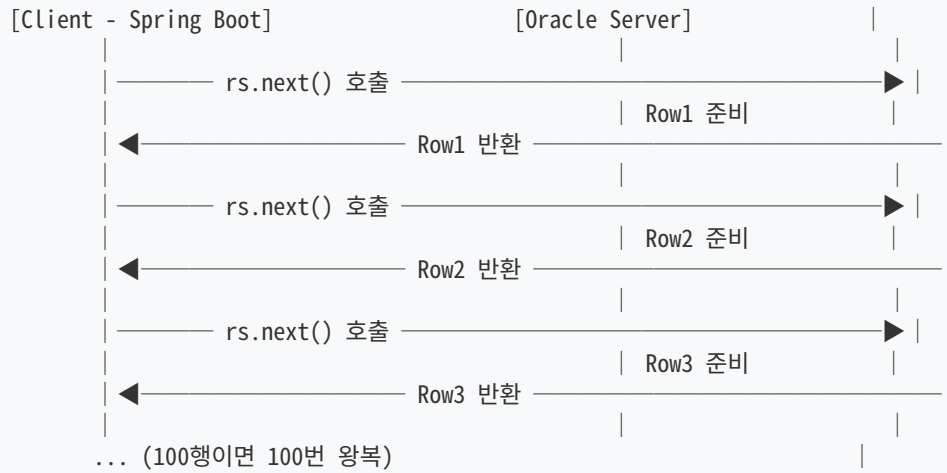 [Client - Spring Boot] [Oracle Server]
rs.next() 호출
Row1 준비
Row1 반환
rs.next() 호출
Row2 준비
Row2 반환
rs.next() 호출
Row3 준비
Row3 반환
... (100행이면 100번 왕복)